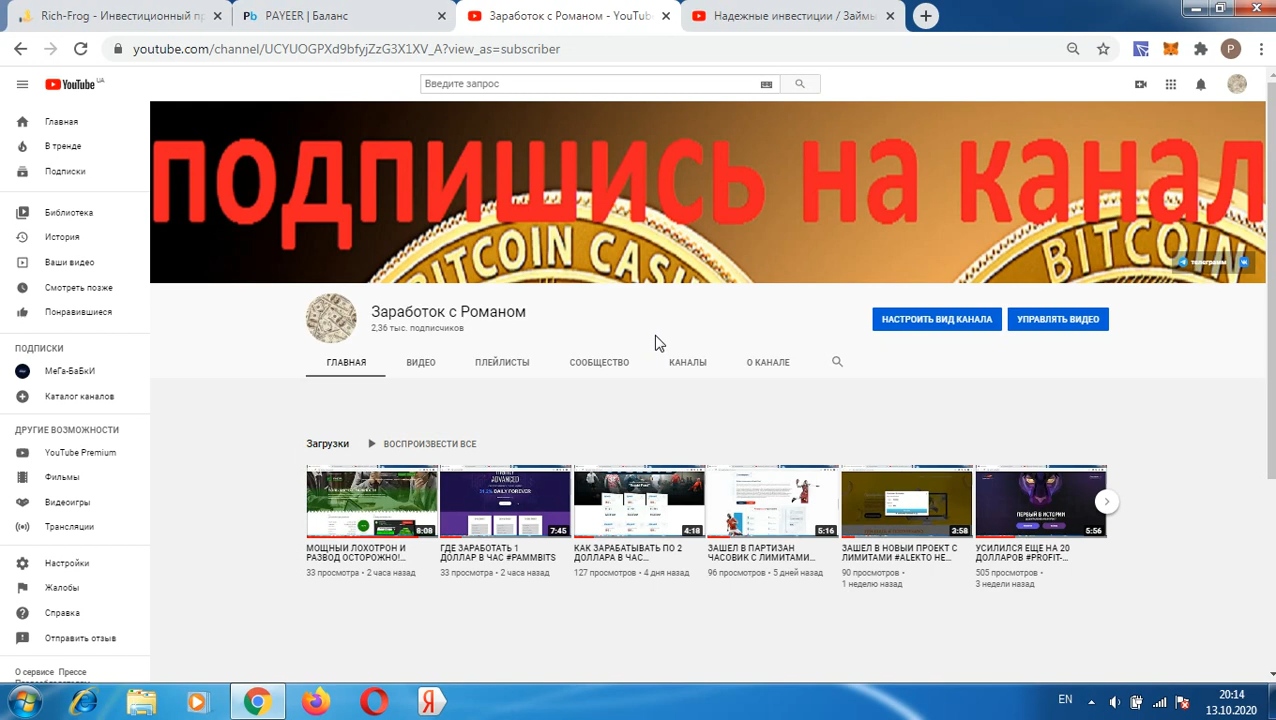 Rich-Frog - Инвестиционный пр
PAYEER | Баланс
Заработок с Романом - YouTube
Надежные инвестиции / Займы
youtube.com/channel/UCYUOGPXd9bfyjZzG3X1XV_A?view_as=subscriber
YouTube UA
Введите запрос
Главная
В тренде
Подписки
Библиотека
История
Ваши видео
Смотреть позже
Понравившиеся
ПОДПИСКИ
МеГа-БаБкИ
Каталог каналов
ДРУГИЕ ВОЗМОЖНОСТИ
YouTube Premium
Фильмы
Видеоигры
Трансляции
Настройки
Жалобы
Справка
Отправить отзыв
О сервисе Прессе
подпишись на канал
BITCOIN CASH
BITCOIN
телеграмм
Заработок с Романом
2,36 тыс. подписчиков
НАСТРОИТЬ ВИД КАНАЛА
УПРАВЛЯТЬ ВИДЕО
ГЛАВНАЯ
ВИДЕО
ПЛЕЙЛИСТЫ
СООБЩЕСТВО
КАНАЛЫ
О КАНАЛЕ
Загрузки
ВОСПРОИЗВЕСТИ ВСЕ
8:08
МОЩНЫЙ ЛОХОТРОН И
РАЗВОД ОСТОРОЖНО!...
33 просмотра • 2 часа назад
7:45
ГДЕ ЗАРАБОТАТЬ 1
ДОЛЛАР В ЧАС #PAMMBITS
33 просмотра • 2 часа назад
4:18
КАК ЗАРАБАТЫВАТЬ ПО 2
ДОЛЛАРА В ЧАС...
127 просмотров • 4 дня назад
5:16
ЗАШЕЛ В ПАРТИЗАН
ЧАСОВИК С ЛИМИТАМИ...
96 просмотров • 5 дней назад
3:58
ЗАШЕЛ В НОВЫЙ ПРОЕКТ С
ЛИМИТАМИ #ALEKTO НЕ...
90 просмотров •
1 неделю назад
ПЕРВЫЙ В ИСТОРИИ
5:56
УСИЛИЛСЯ ЕЩЕ НА 20
ДОЛЛАРОВ #PROFIT-...
505 просмотров •
3 недели назад
EN
20:14
13.10.2020